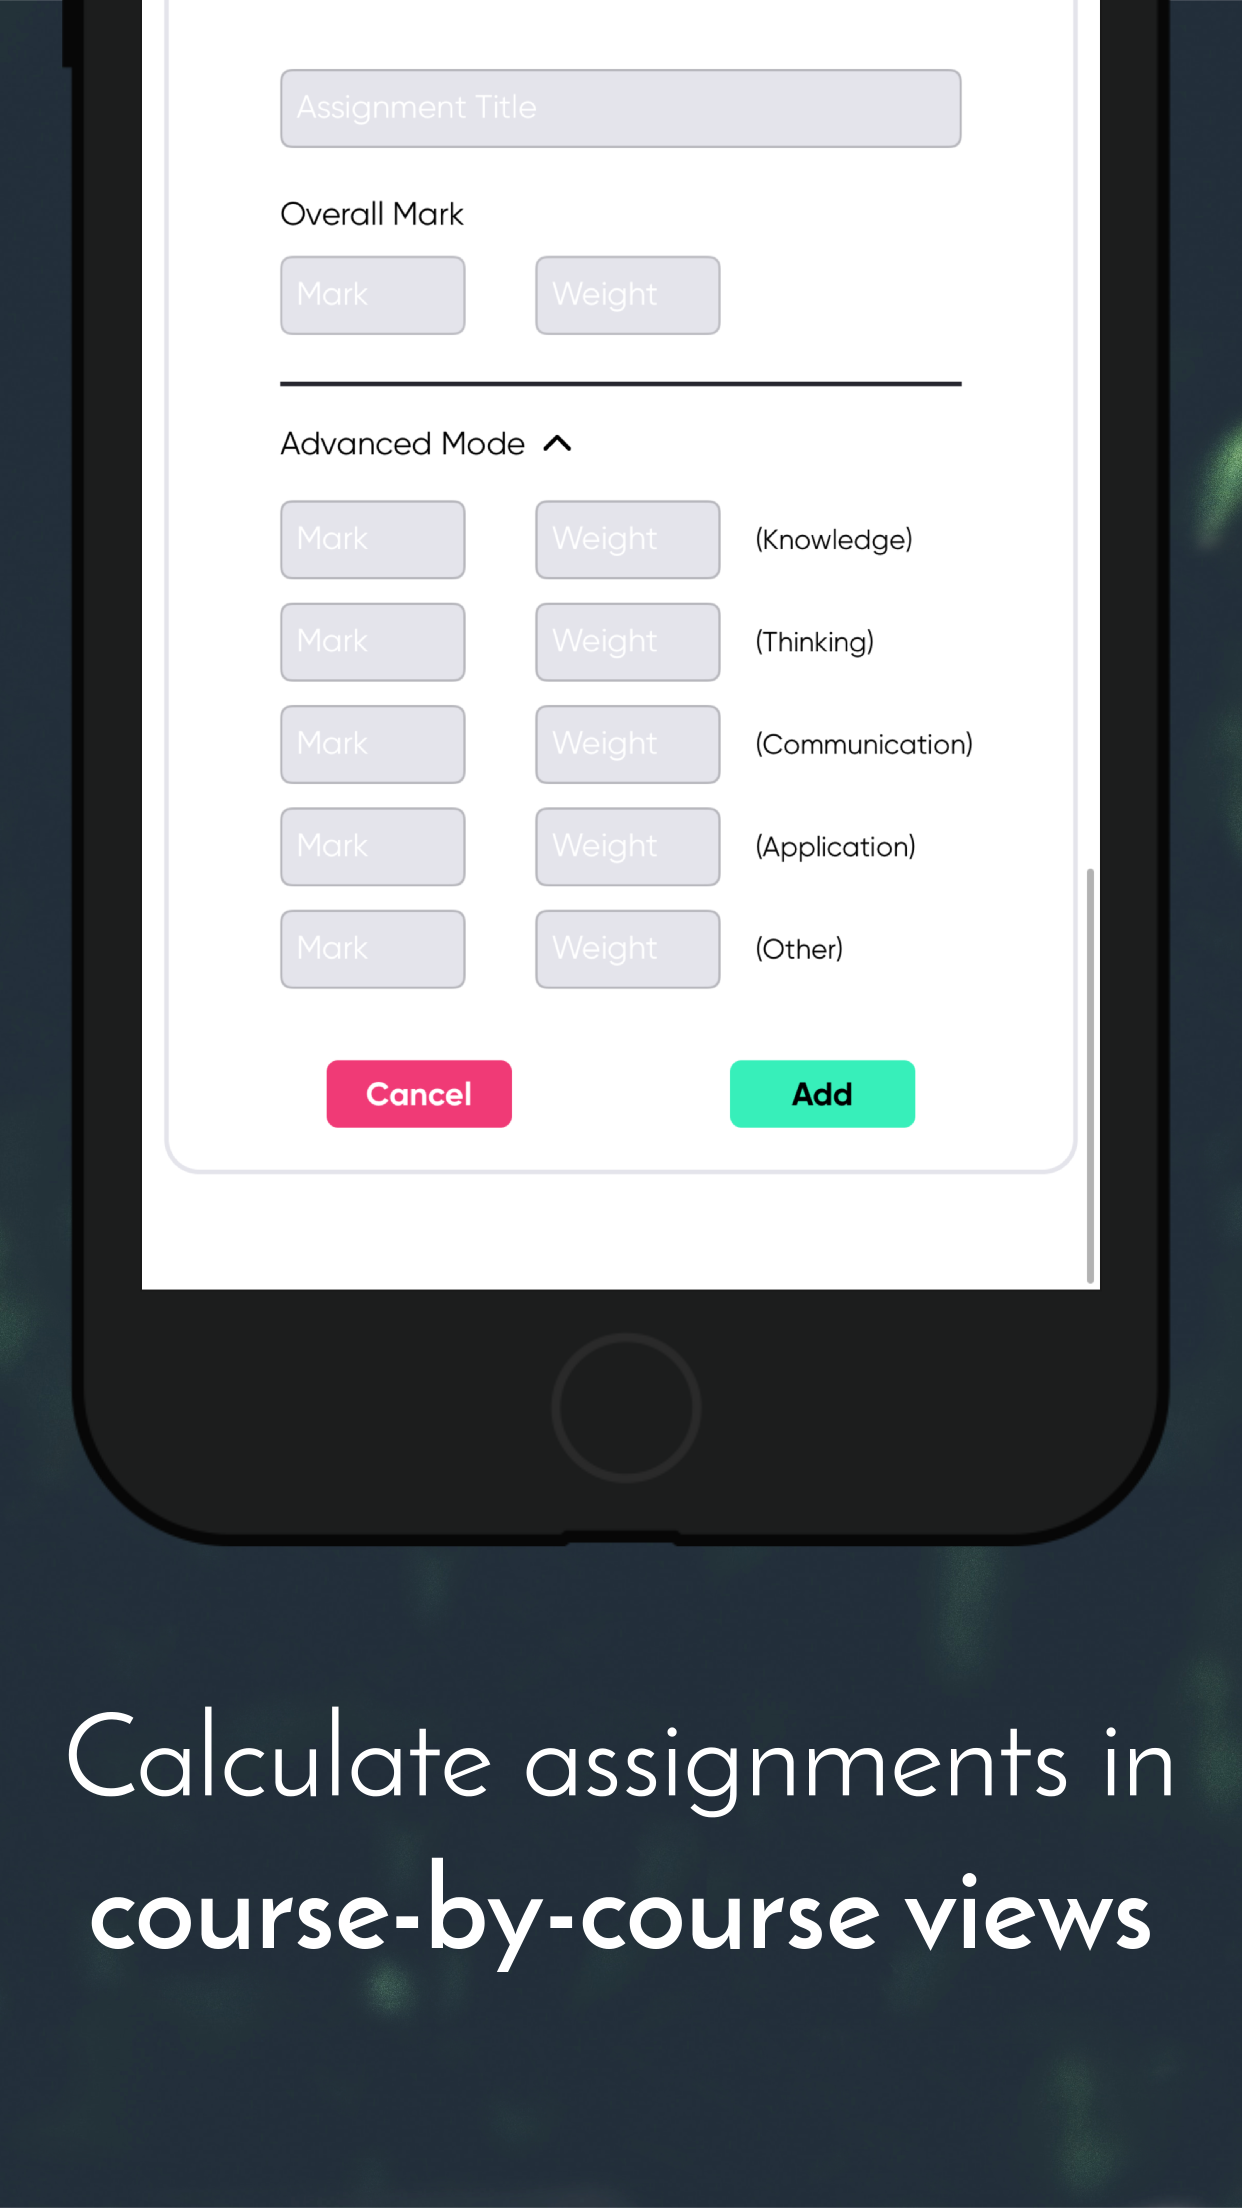 Assignment Title
Overall Mark
Mark Weight
Advanced Mode
Mark Weight (Knowledge)
Mark Weight (Thinking)
Mark Weight (Communication)
Mark Weight (Application)
Mark Weight (Other)
Cancel Add
Calculate assignments in
course-by-course views